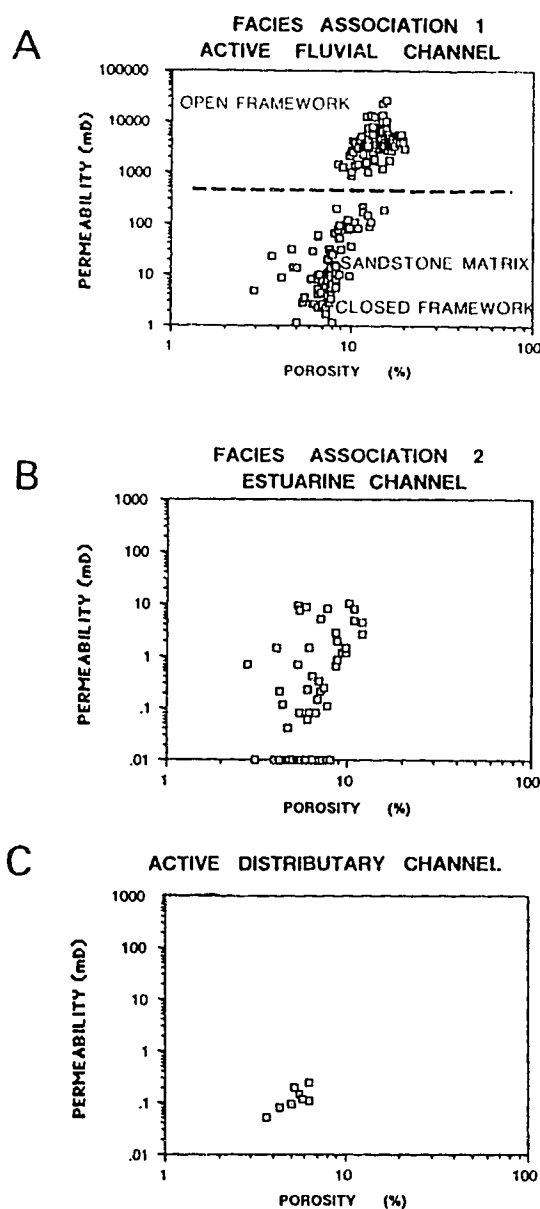 A
FACIES ASSOCIATION 1
ACTIVE FLUVIAL CHANNEL
PERMEABILITY (mD)
100000
10000
1000
100
10
1
OPEN FRAMEWORK
SANDSTONE MATRIX
CLOSED FRAMEWORK
1
10
100
POROSITY (%)
B
FACIES ASSOCIATION 2
ESTUARINE CHANNEL
PERMEABILITY (mD)
1000
100
10
1
.1
.01
1
10
100
POROSITY (%)
C
ACTIVE DISTRIBUTARY CHANNEL
PERMEABILITY (mD)
1000
100
10
1
.1
.01
1
10
100
POROSITY (%)